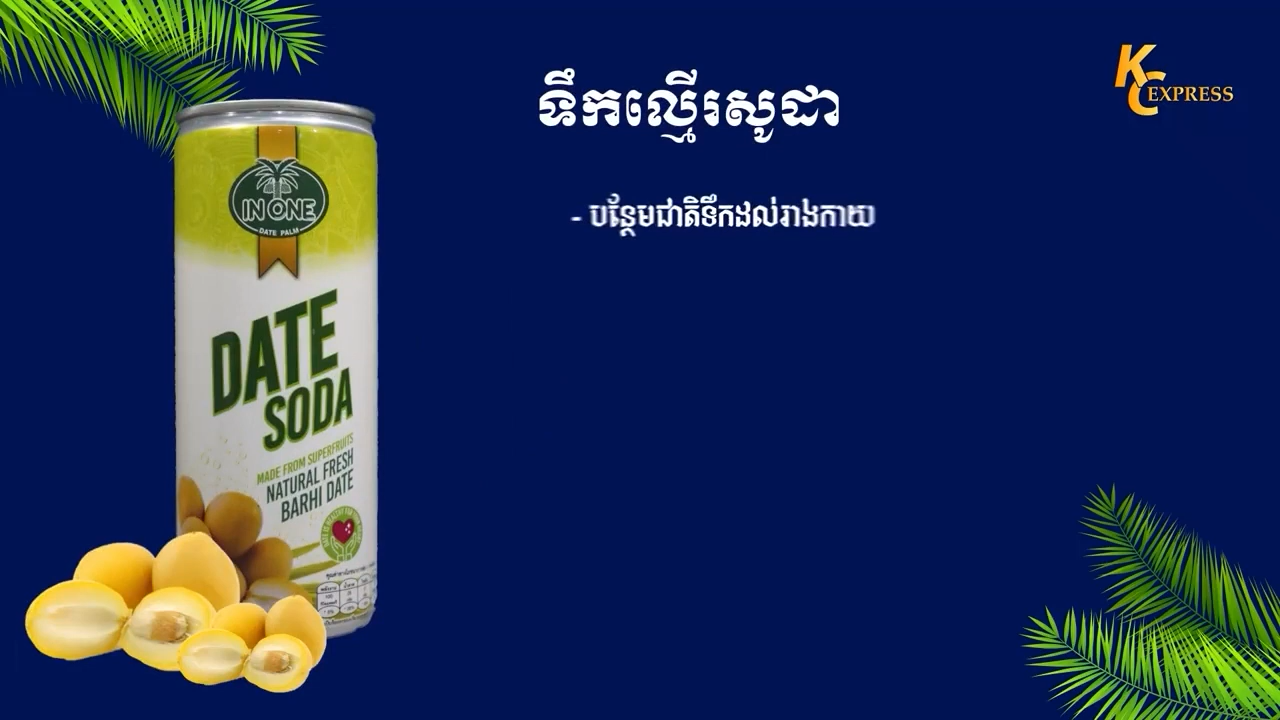 ទឹកល្មើរសូដា
- បន្ថែមជាតិទឹកដល់រាងកាយ
KC EXPRESS
IN ONE
DATE PALM
DATE
SODA
MADE FROM SUPERFRUITS
NATURAL FRESH
BARHI DATE